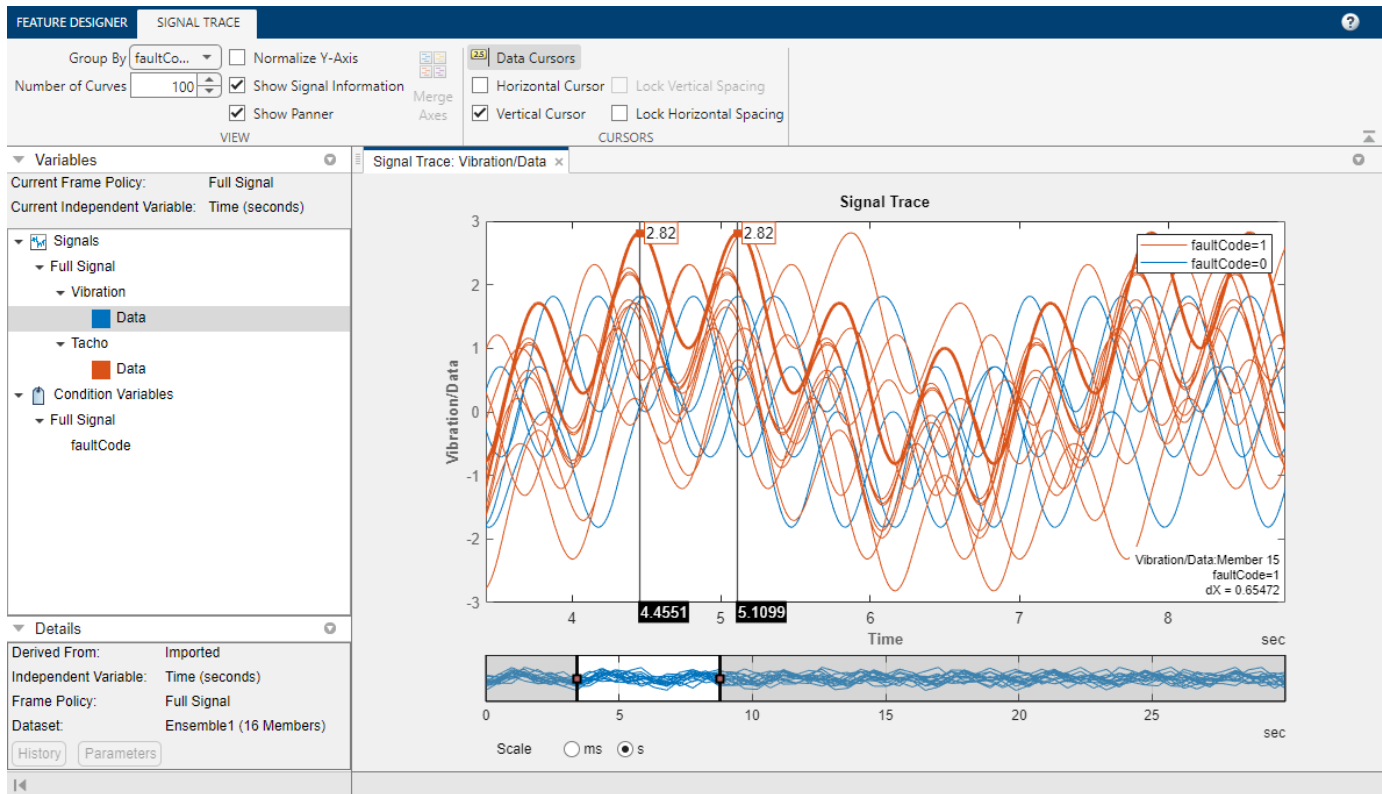 FEATURE DESIGNER SIGNAL TRACE ?
Group By faultCo... Normalize Y-Axis
Number of Curves 100 Show Signal Information
Show Panner
Merge
Axes
VIEW
2.5 Data Cursors
Horizontal Cursor Lock Vertical Spacing
Vertical Cursor Lock Horizontal Spacing
CURSORS
Variables
Current Frame Policy: Full Signal
Current Independent Variable: Time (seconds)
Signals
Full Signal
Vibration
Data
Tacho
Data
Condition Variables
Full Signal
faultCode
Details
Derived From: Imported
Independent Variable: Time (seconds)
Frame Policy: Full Signal
Dataset: Ensemble1 (16 Members)
History Parameters
Signal Trace: Vibration/Data ×
Signal Trace
3
2
1
0
-1
-2
-3
Vibration/Data
2.82 2.82
faultCode=1
faultCode=0
Vibration/Data:Member 15
faultCode=1
dX = 0.65472
4 4.4551 5 5.1099 6 7 8
Time sec
0 5 10 15 20 25
sec
Scale ms s